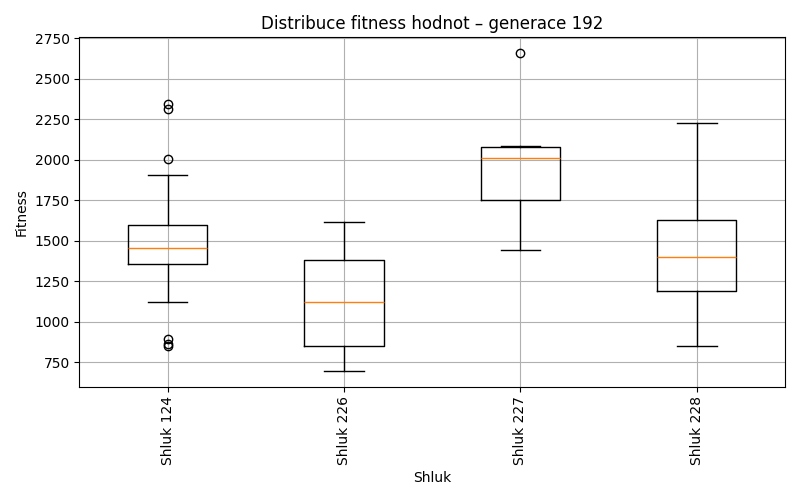 Distribuce fitness hodnot – generace 192
2750
2500
2250
2000
1750
1500
1250
1000
750
Fitness
Shluk 124
Shluk 226
Shluk 227
Shluk 228
Shluk